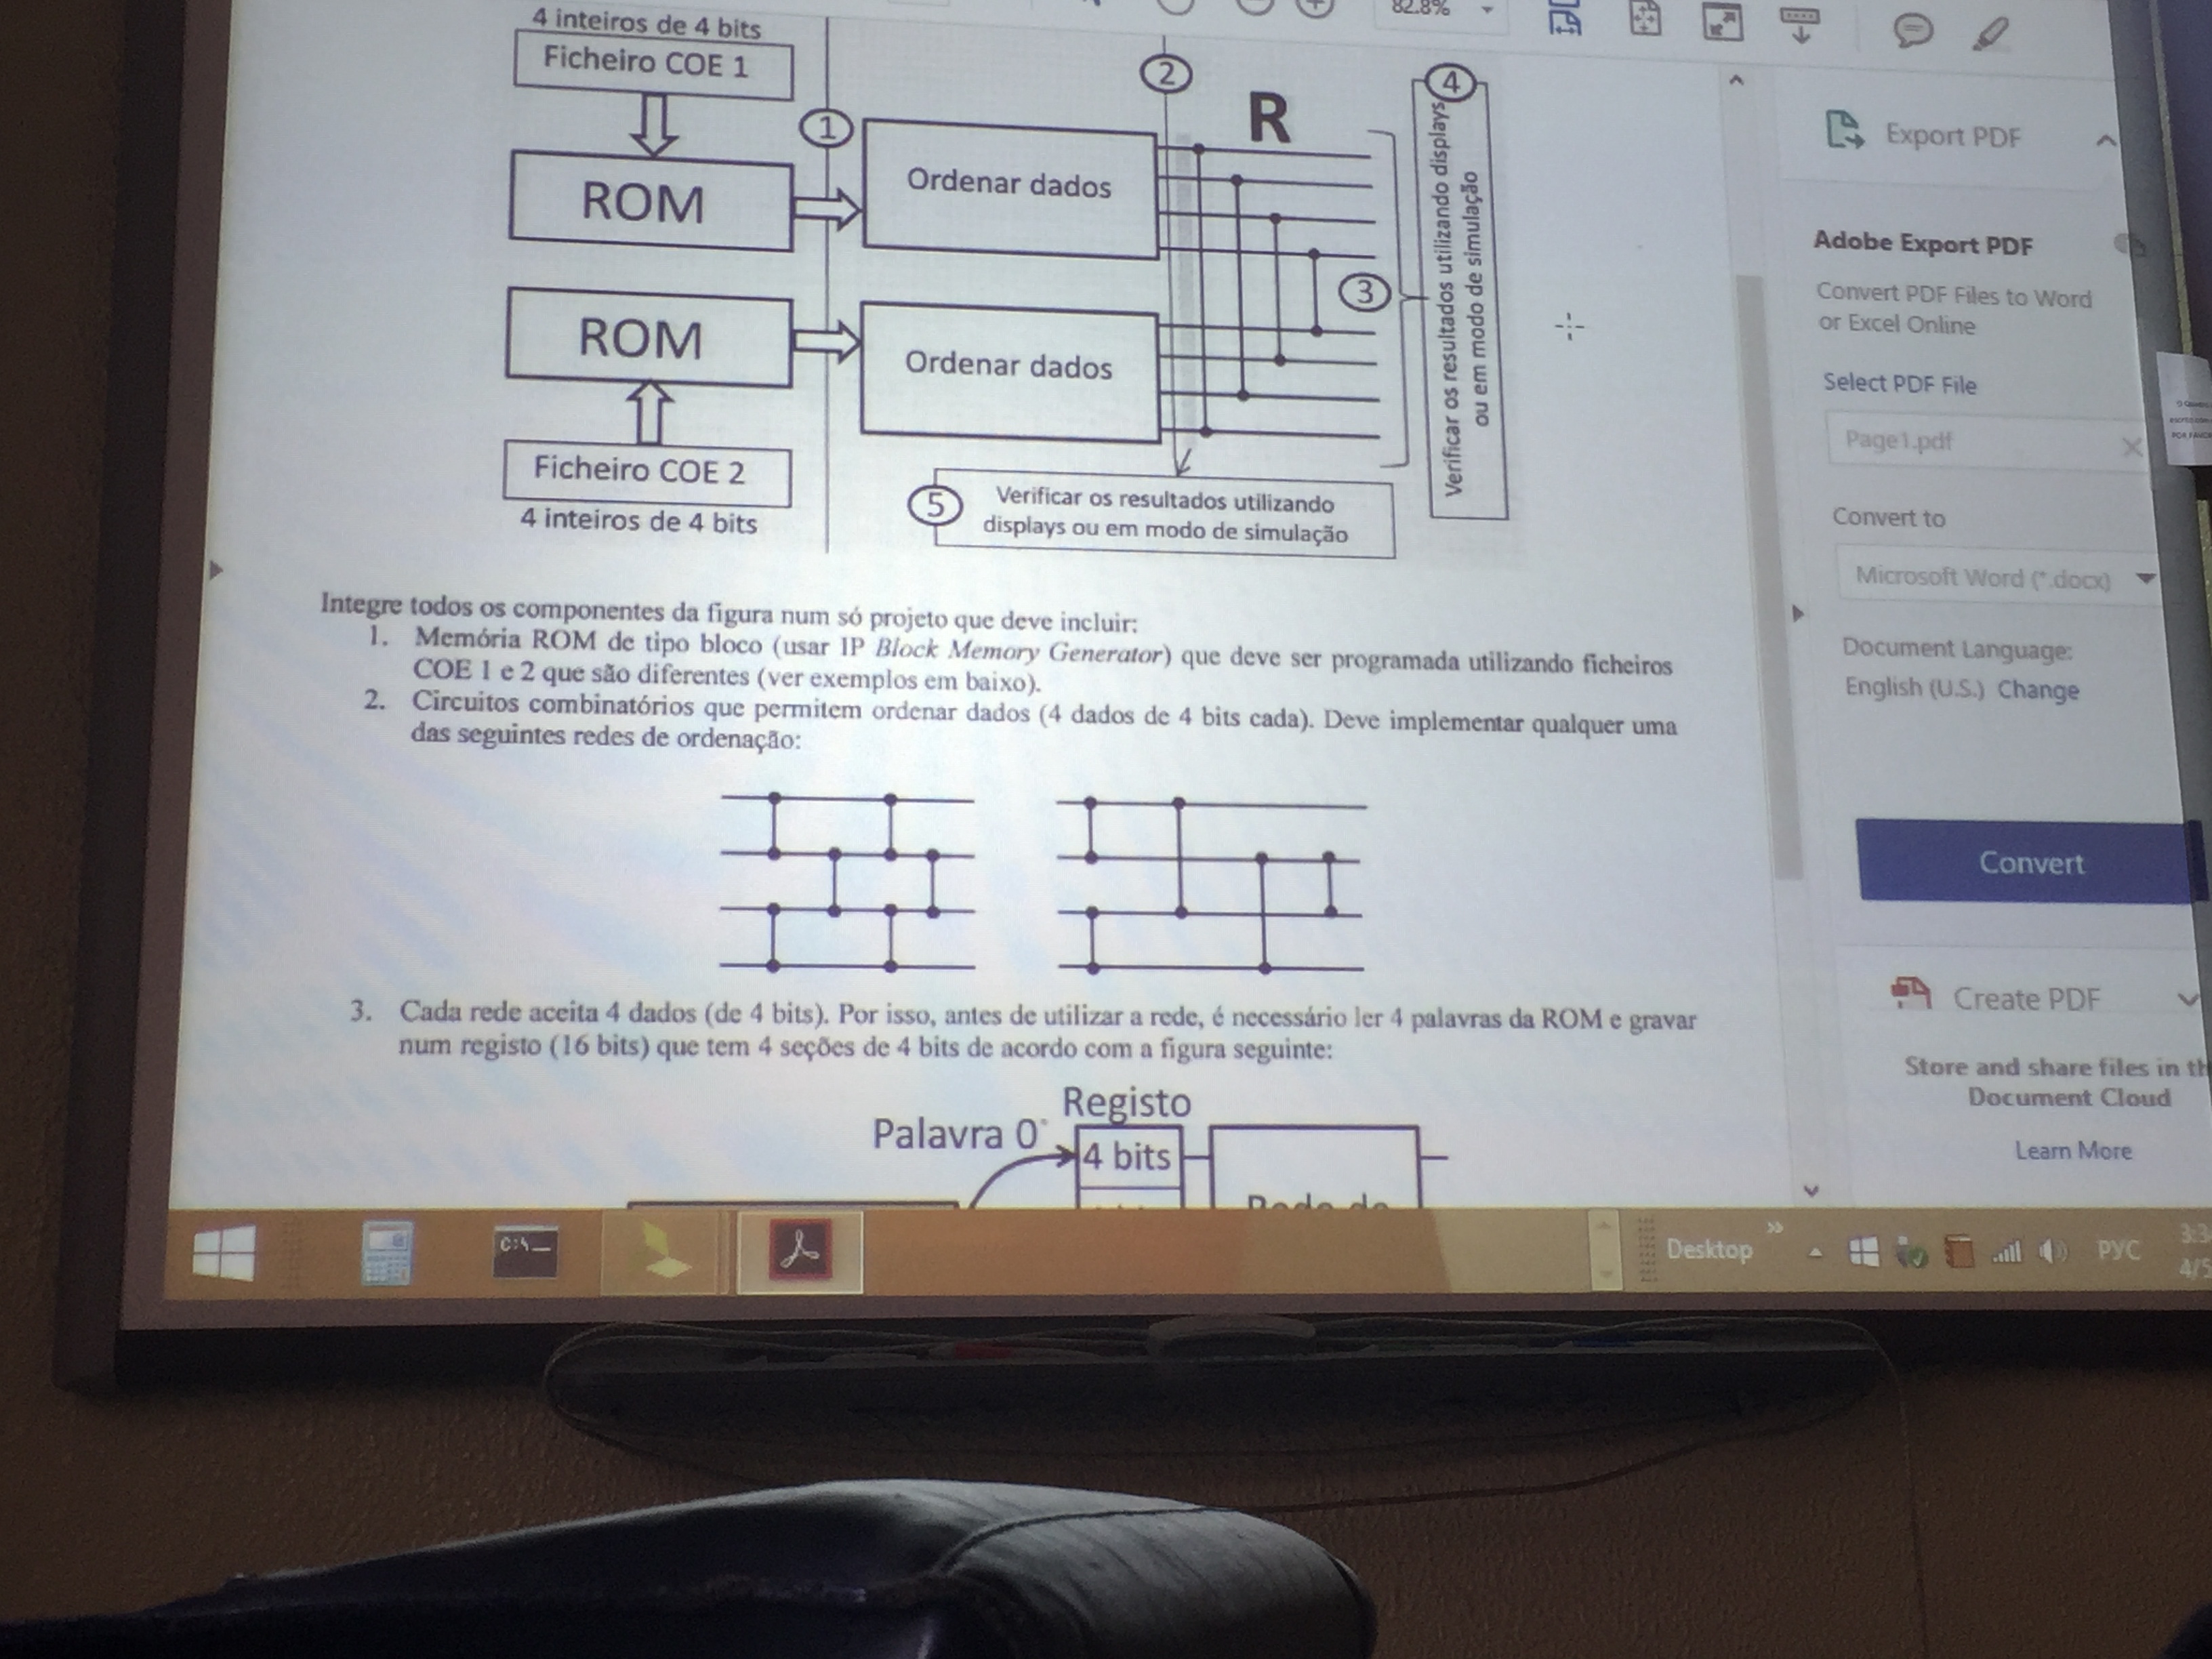 82.8%
4 inteiros de 4 bits
Ficheiro COE 1
1
2
R
4
ROM
Ordenar dados
3
Verificar os resultados utilizando displays
ou em modo de simulação
ROM
Ordenar dados
Ficheiro COE 2
4 inteiros de 4 bits
5
Verificar os resultados utilizando
displays ou em modo de simulação
Integre todos os componentes da figura num só projeto que deve incluir:
1. Memória ROM de tipo bloco (usar IP Block Memory Generator) que deve ser programada utilizando ficheiros
COE 1 e 2 que são diferentes (ver exemplos em baixo).
2. Circuitos combinatórios que permitem ordenar dados (4 dados de 4 bits cada). Deve implementar qualquer uma
das seguintes redes de ordenação:
3. Cada rede aceita 4 dados (de 4 bits). Por isso, antes de utilizar a rede, é necessário ler 4 palavras da ROM e gravar
num registo (16 bits) que tem 4 seções de 4 bits de acordo com a figura seguinte:
Registo
Palavra 0
4 bits
Export PDF
Adobe Export PDF
Convert PDF Files to Word
or Excel Online
Select PDF File
Page1.pdf
Convert to
Microsoft Word (*.docx)
Document Language:
English (U.S.) Change
Convert
Create PDF
Store and share files in
Document Cloud
Learn More
C:\
Desktop
РУС